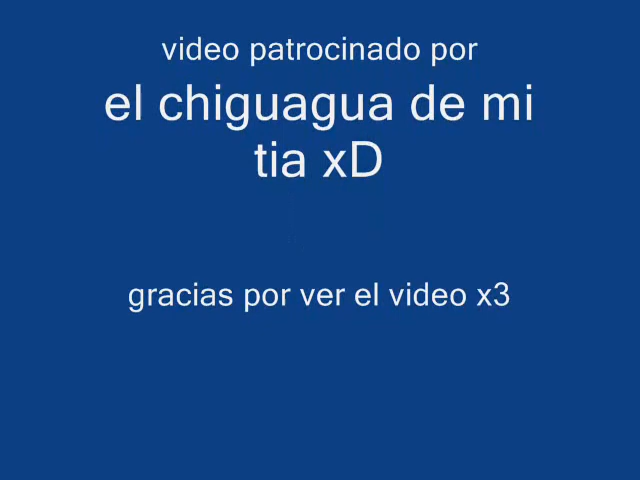 video patrocinado por
el chiguagua de mi
tia xD
gracias por ver el video x3